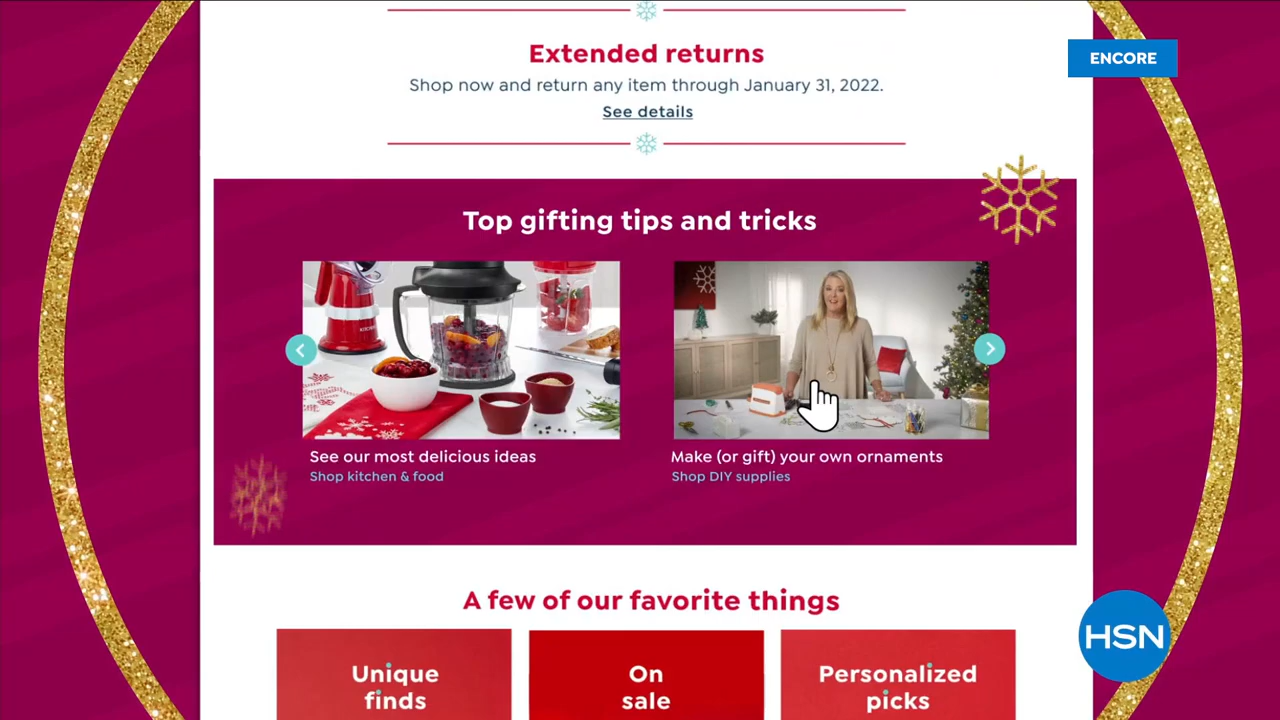 Extended returns
ENCORE
Shop now and return any item through January 31, 2022.
See details
Top gifting tips and tricks
See our most delicious ideas
Make (or gift) your own ornaments
Shop kitchen & food
Shop DIY supplies
A few of our favorite things
HSN
Unique
finds
On
sale
Personalized
picks